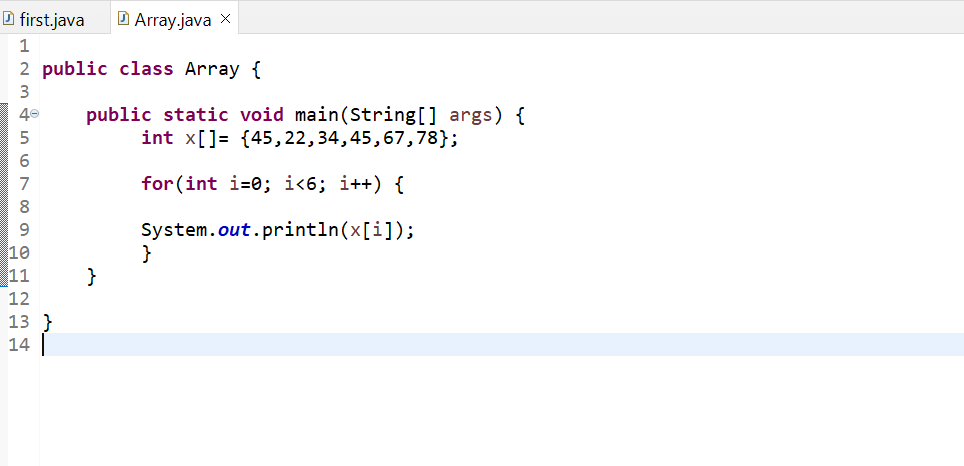 first.java Array.java
1
2 public class Array {
3
4 public static void main(String[] args) {
5 int x[]= {45,22,34,45,67,78};
6
7 for(int i=0; i<6; i++) {
8
9 System.out.println(x[i]);
10 }
11 }
12
13 }
14